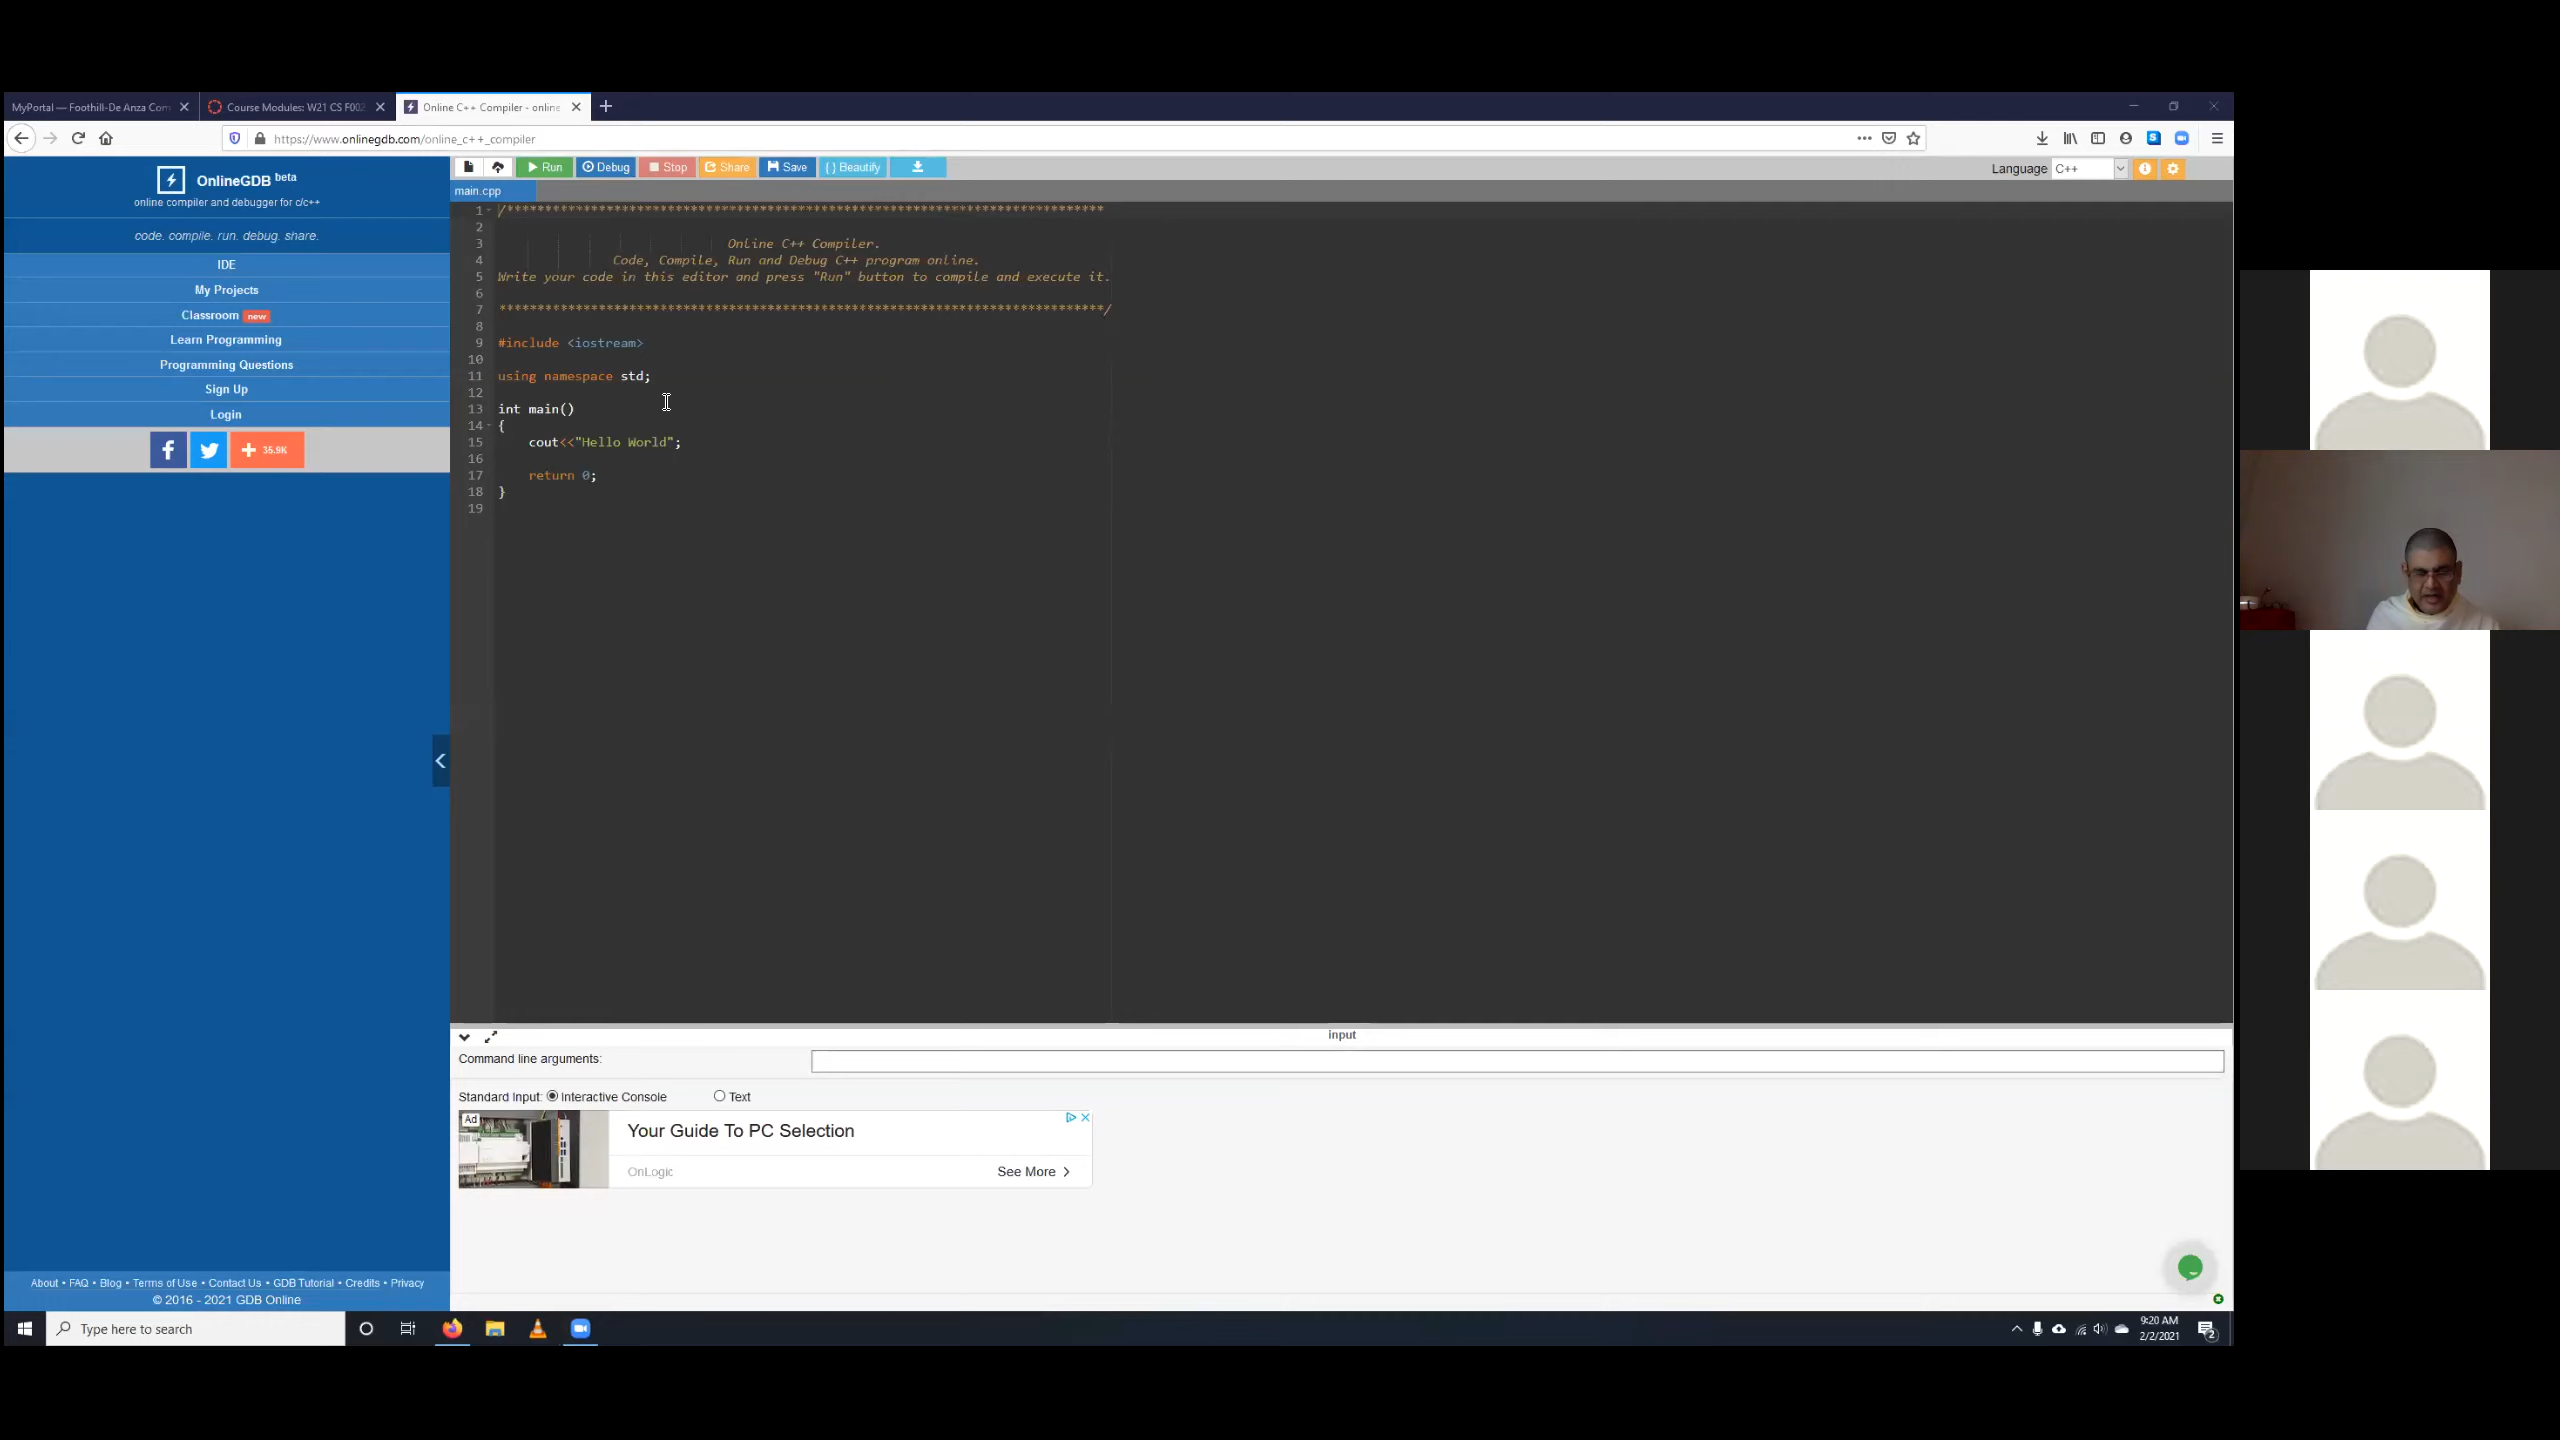 MyPortal — Foothill-De Anza Com
Course Modules: W21 CS F002
Online C++ Compiler - online
https://www.onlinegdb.com/online_c++_compiler
OnlineGDB beta
online compiler and debugger for c/c++
code. compile. run. debug. share.
IDE
My Projects
Classroom new
Learn Programming
Programming Questions
Sign Up
Login
35.9K
About • FAQ • Blog • Terms of Use • Contact Us • GDB Tutorial • Credits • Privacy
© 2016 - 2021 GDB Online
Run Debug Stop Share Save { } Beautify
Language C++
main.cpp
1 /******************************************************************************
2
3 Online C++ Compiler.
4 Code, Compile, Run and Debug C++ program online.
5 Write your code in this editor and press "Run" button to compile and execute it.
6
7 *******************************************************************************/
8
9 #include <iostream>
10
11 using namespace std;
12
13 int main()
14 {
15 cout<<"Hello World";
16
17 return 0;
18 }
19
input
Command line arguments:
Standard Input: Interactive Console Text
Ad
Your Guide To PC Selection
OnLogic
See More
Type here to search
9:20 AM
2/2/2021
2